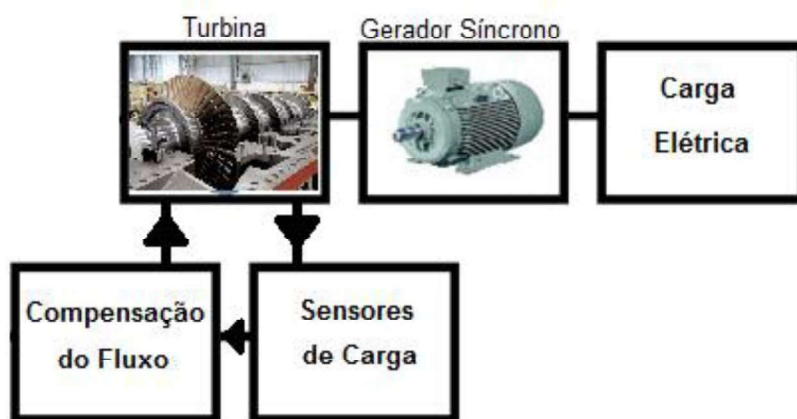 Turbina
Gerador Síncrono
Carga
Elétrica
Compensação
do Fluxo
Sensores
de Carga